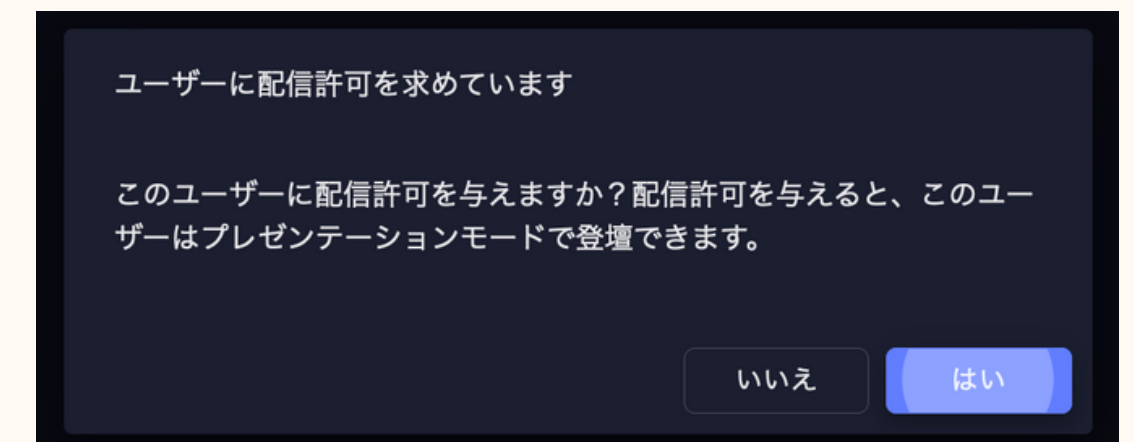 ユーザーに配信許可を求めています
このユーザーに配信許可を与えますか？配信許可を与えると、このユー
ザーはプレゼンテーションモードで登壇できます。
いいえ
はい